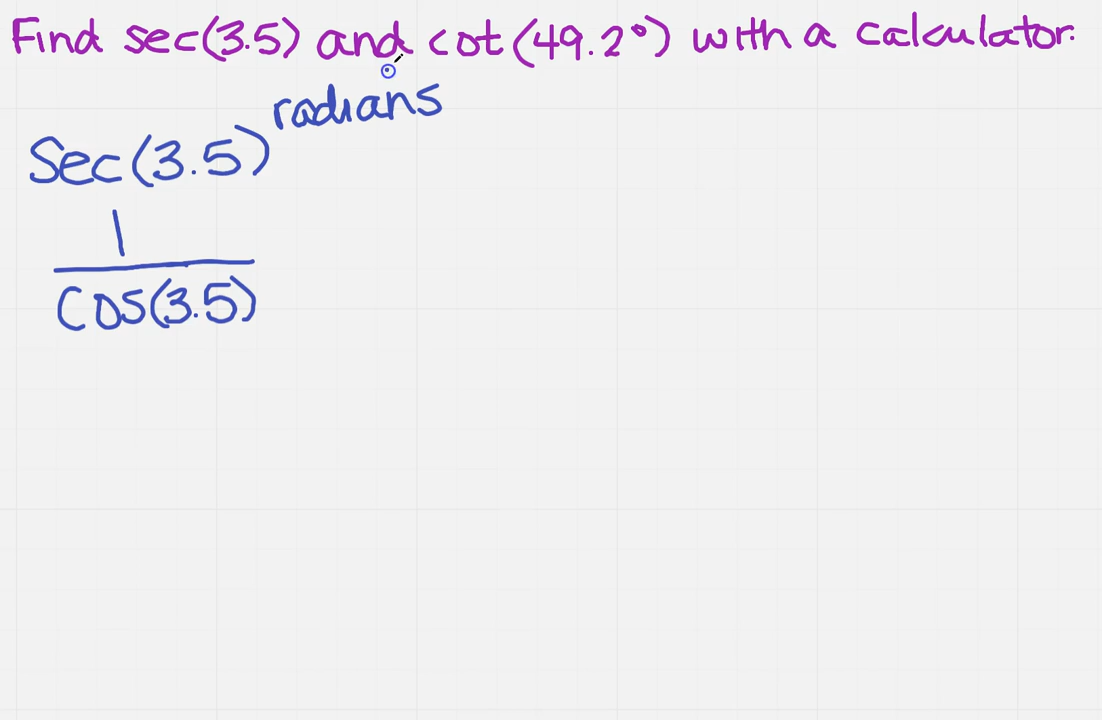 Find sec(3.5) and cot(49.2°) with a calculator.
radians
Sec(3.5)
1
cos(3.5)